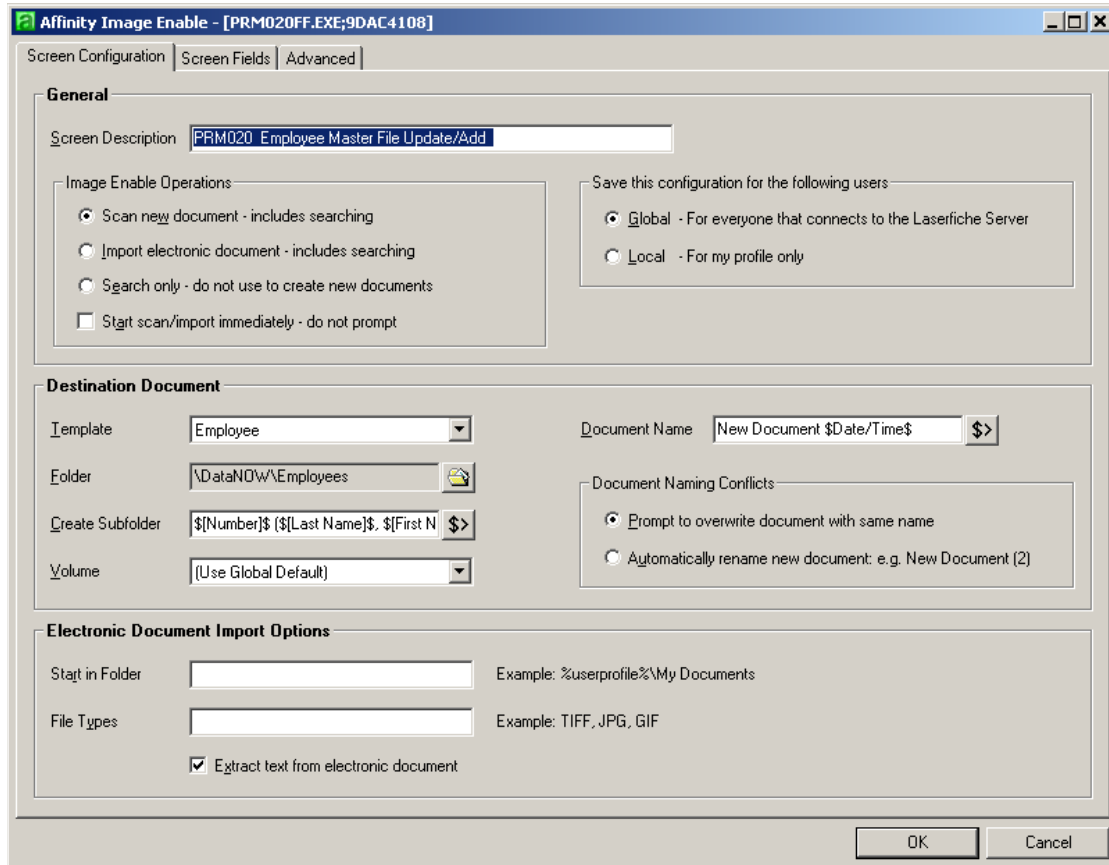 Affinity Image Enable - [PRM020FF.EXE;9DAC4108]
Screen Configuration Screen Fields Advanced
General
Screen Description PRM020 Employee Master File Update/Add
Image Enable Operations
Scan new document - includes searching
Import electronic document - includes searching
Search only - do not use to create new documents
Start scan/import immediately - do not prompt
Save this configuration for the following users
Global - For everyone that connects to the Laserfiche Server
Local - For my profile only
Destination Document
Template Employee
Folder \DataNOW\Employees
Create Subfolder $[Number]$ ($[Last Name]$, $[First N $>
Volume (Use Global Default)
Document Name New Document $Date/Time$ $>
Document Naming Conflicts
Prompt to overwrite document with same name
Automatically rename new document: e.g. New Document (2)
Electronic Document Import Options
Start in Folder Example: %userprofile%\My Documents
File Types Example: TIFF, JPG, GIF
Extract text from electronic document
OK Cancel